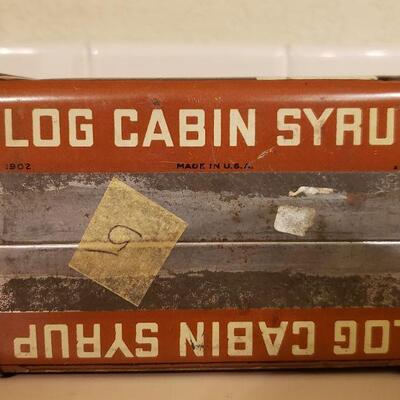 LOG CABIN SYRU
1902 MADE IN U.S.A.
LOG CABIN SYRUP